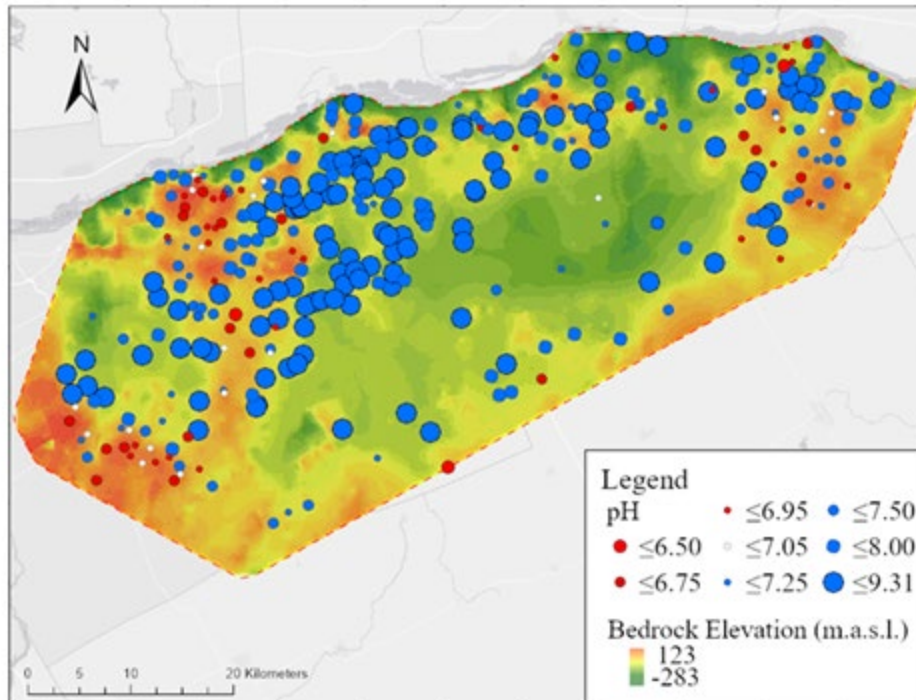 N
Legend
pH
≤6.50
≤6.75
≤6.95
≤7.05
≤7.25
≤7.50
≤8.00
≤9.31
Bedrock Elevation (m.a.s.l.)
123
-283
0 5 10 20 Kilometers